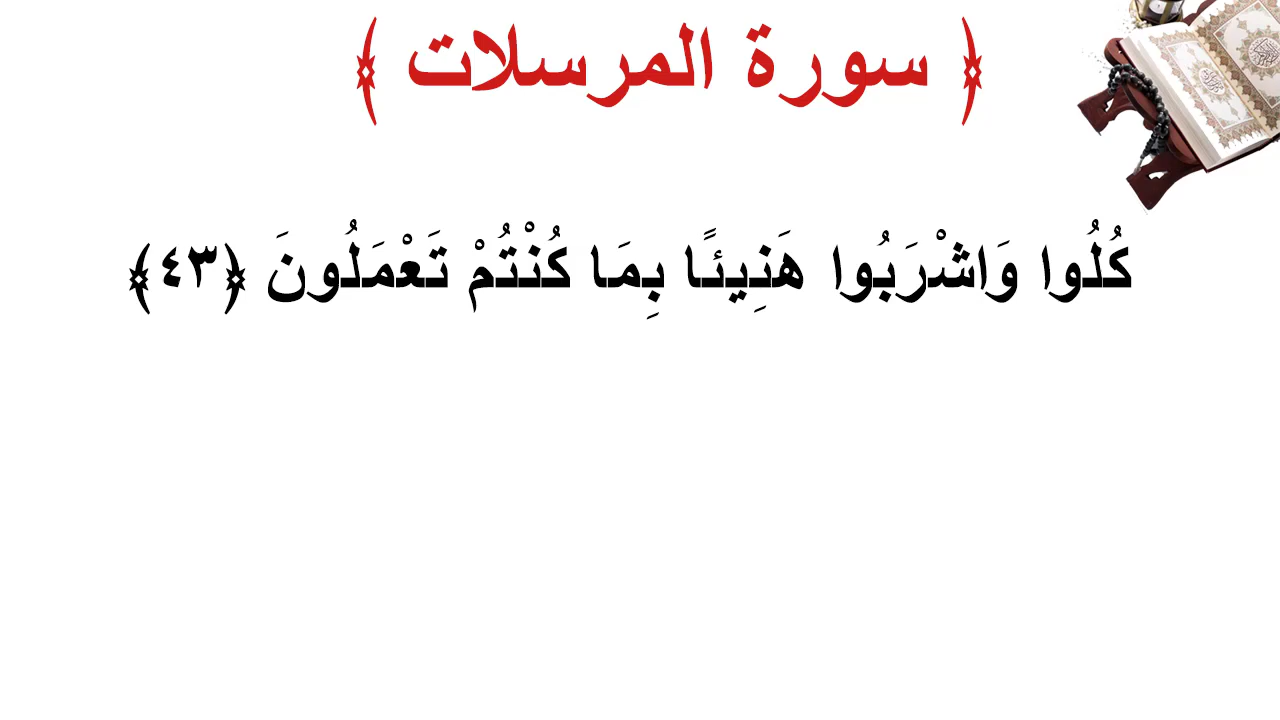 ﴿ سورة المرسلات ﴾
كُلُوا وَاشْرَبُوا هَنِيئًا بِمَا كُنْتُمْ تَعْمَلُونَ ﴿٤٣﴾